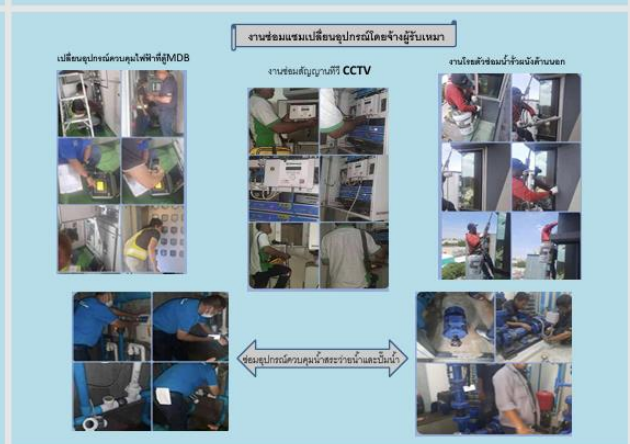 งานซ่อมแซมเปลี่ยนอุปกรณ์โดยจ้างผู้รับเหมา
เปลี่ยนอุปกรณ์ควบคุมไฟฟ้าที่ตู้MDB
งานซ่อมสัญญานทีวี CCTV
งานโรยตัวซ่อมน้ำรั่วผนังด้านนอก
ซ่อมอุปกรณ์ควบคุมน้ำสระว่ายน้ำและปั๊มน้ำ